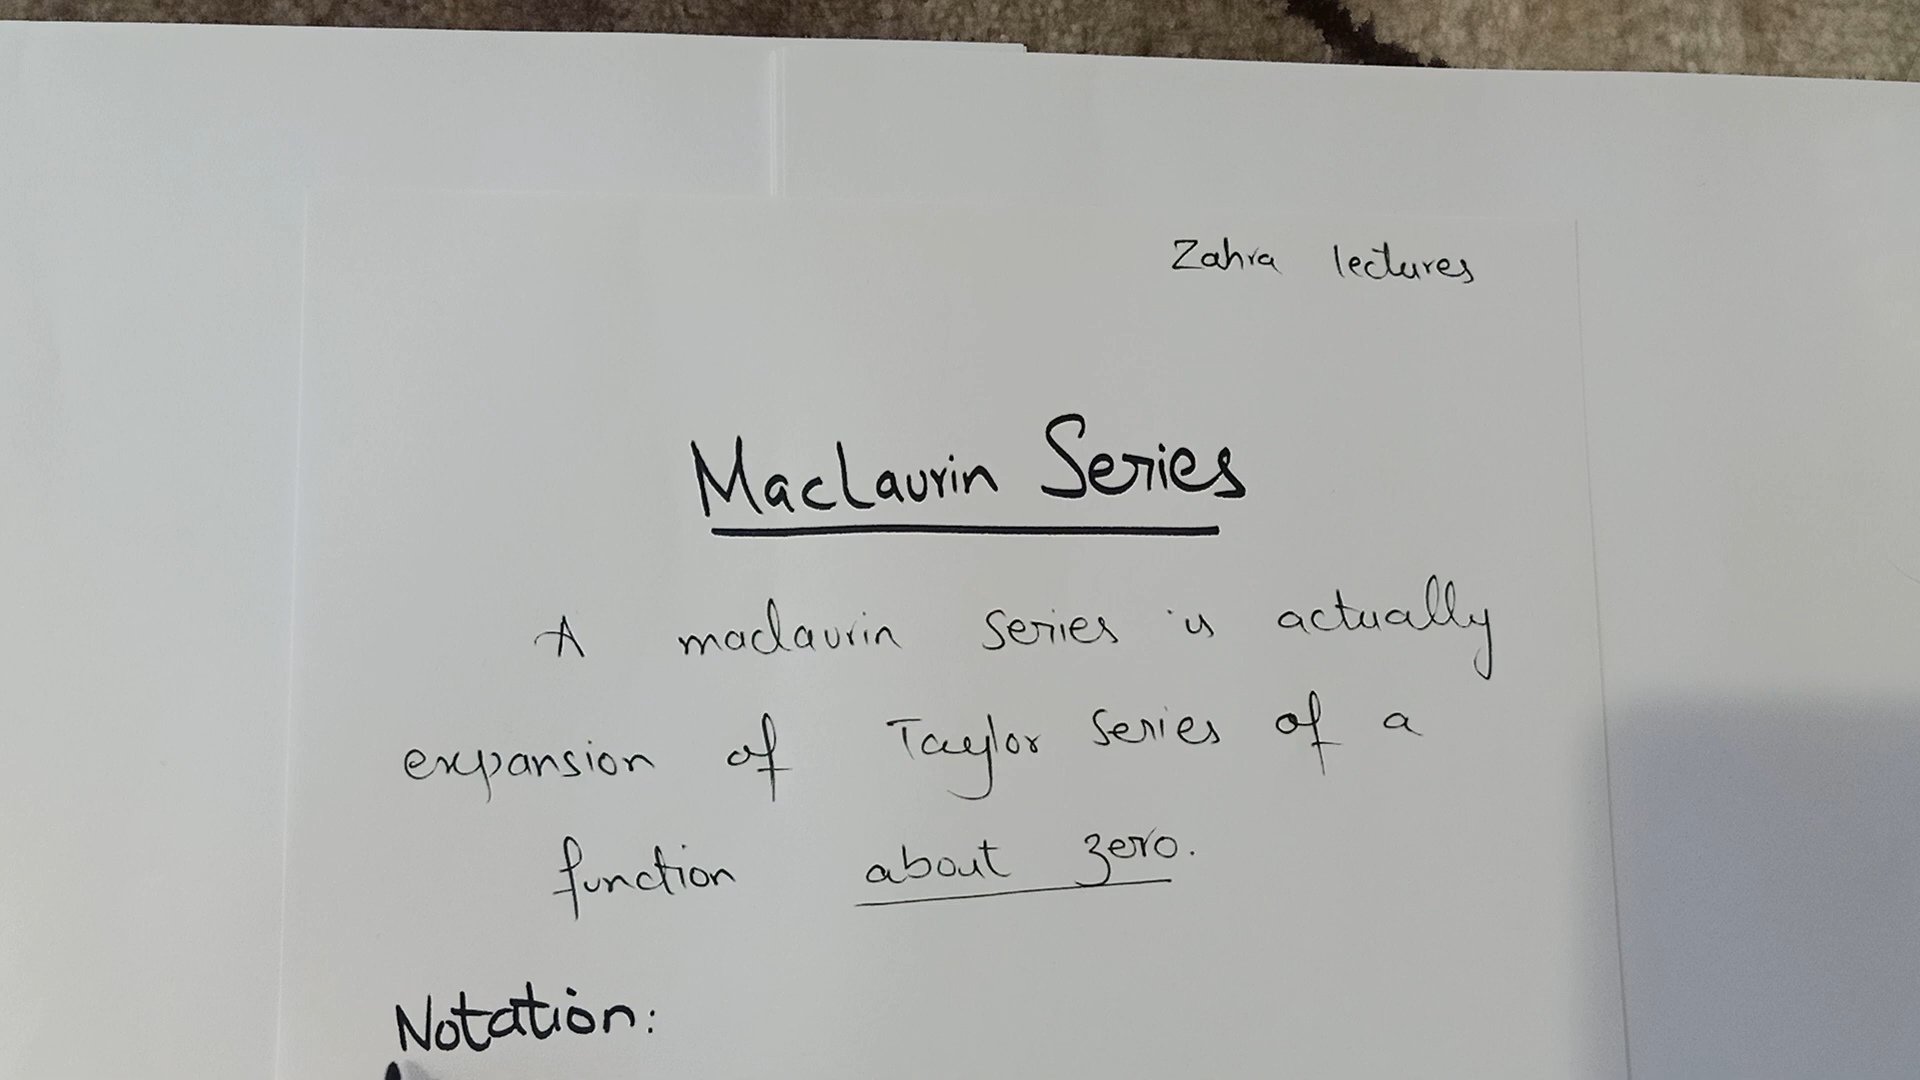 Zahra lectures
Maclaurin Series
A maclaurin series is actually
expansion of Taylor series of a
function about zero.
Notation: